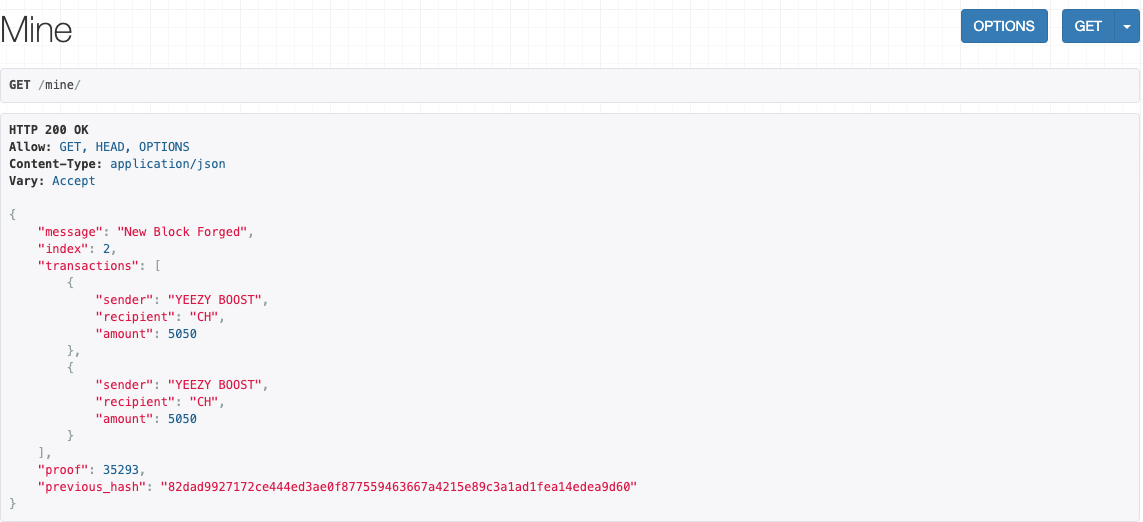 Mine
OPTIONS
GET
GET /mine/
HTTP 200 OK
Allow: GET, HEAD, OPTIONS
Content-Type: application/json
Vary: Accept
{
"message": "New Block Forged",
"index": 2,
"transactions": [
{
"sender": "YEEZY BOOST",
"recipient": "CH",
"amount": 5050
},
{
"sender": "YEEZY BOOST",
"recipient": "CH",
"amount": 5050
}
],
"proof": 35293,
"previous_hash": "82dad9927172ce444ed3ae0f877559463667a4215e89c3a1ad1fea14edea9d60"
}